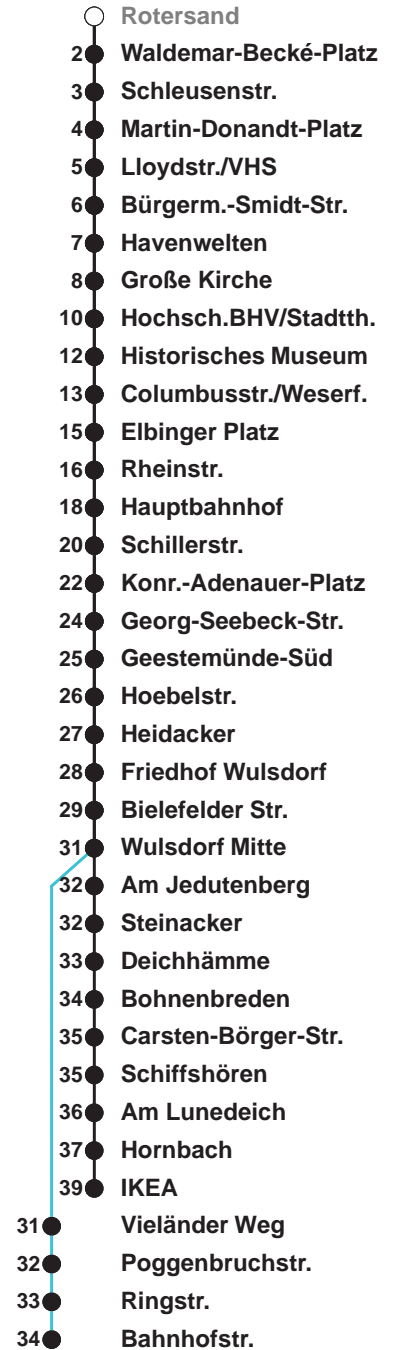 Rotersand
2 Waldemar-Becké-Platz
3 Schleusenstr.
4 Martin-Donandt-Platz
5 Lloydstr./VHS
6 Bürgerm.-Smidt-Str.
7 Havenwelten
8 Große Kirche
10 Hochsch.BHV/Stadtth.
12 Historisches Museum
13 Columbusstr./Weserf.
15 Elbinger Platz
16 Rheinstr.
18 Hauptbahnhof
20 Schillerstr.
22 Konr.-Adenauer-Platz
24 Georg-Seebeck-Str.
25 Geestemünde-Süd
26 Hoebelstr.
27 Heidacker
28 Friedhof Wulsdorf
29 Bielefelder Str.
31 Wulsdorf Mitte
32 Am Jedutenberg
32 Steinacker
33 Deichhämme
34 Bohnenbreden
35 Carsten-Börger-Str.
35 Schiffshören
36 Am Lunedeich
37 Hornbach
39 IKEA
31 Vieländer Weg
32 Poggenbruchstr.
33 Ringstr.
34 Bahnhofstr.